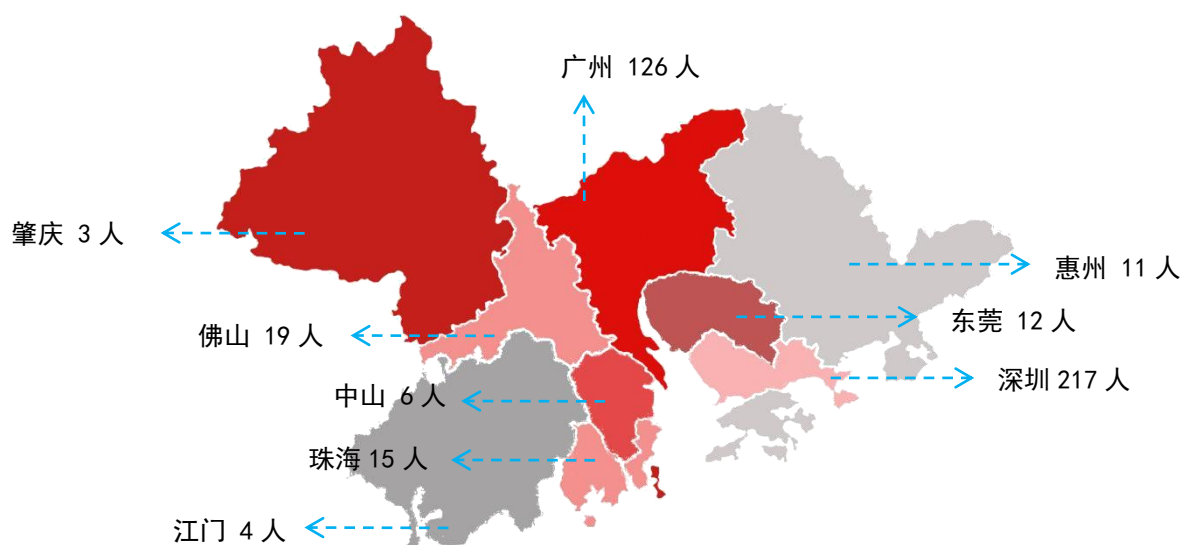 广州 126 人
肇庆 3 人
惠州 11 人
东莞 12 人
佛山 19 人
深圳 217 人
中山 6 人
珠海 15 人
江门 4 人